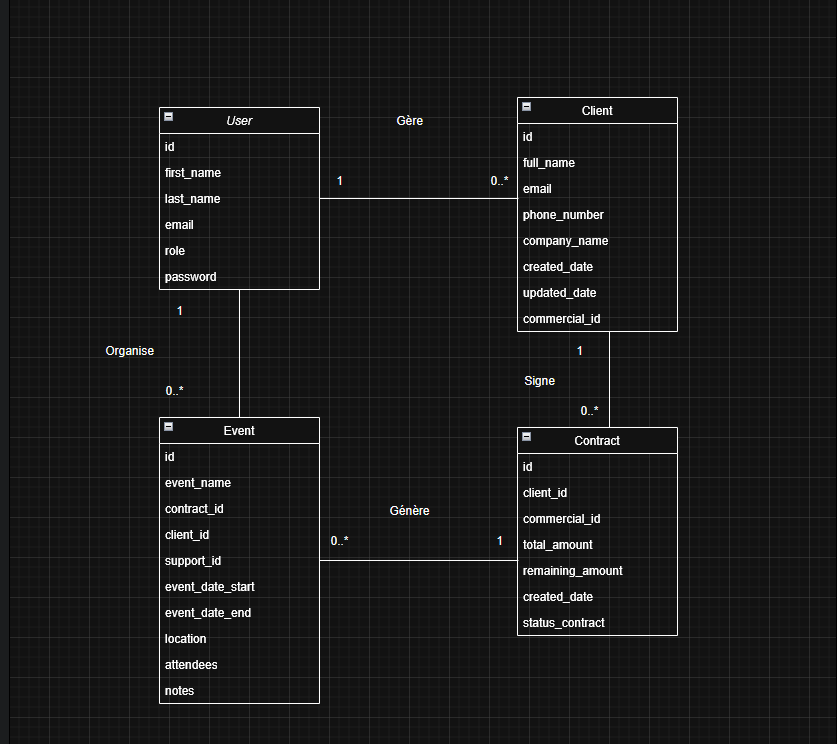 User
id
first_name
last_name
email
role
password
Gère
1
0..*
Client
id
full_name
email
phone_number
company_name
created_date
updated_date
commercial_id
1
Organise
0..*
1
Signe
0..*
Event
id
event_name
contract_id
client_id
support_id
event_date_start
event_date_end
location
attendees
notes
Génère
0..*
1
Contract
id
client_id
commercial_id
total_amount
remaining_amount
created_date
status_contract